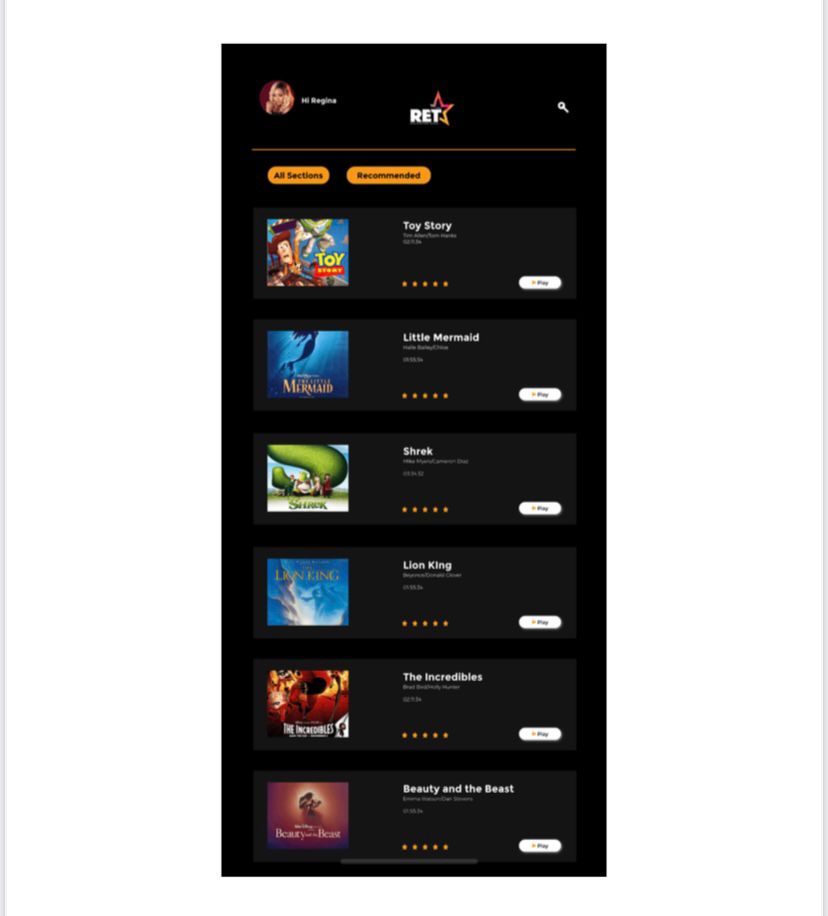 Hi Regina
RET
All Sections
Recommended
TOY
STORY
Toy Story
Tim Allen/Tom Hanks
02:11:34
Play
THE LITTLE
MERMAID
Little Mermaid
Halle Bailey/Chloe
01:55:34
Play
SHREK
Shrek
Mike Myers/Cameron Diaz
Play
THE
LION KING
Lion KIng
Beyonce/Donald Glover
01:55:34
Play
THE INCREDIBLES
The Incredibles
Brad Bird/Holly Hunter
02:11:34
Play
Beauty and the Beast
Beauty and the Beast
Emma Watson/Dan Stevens
01:55:34
Play